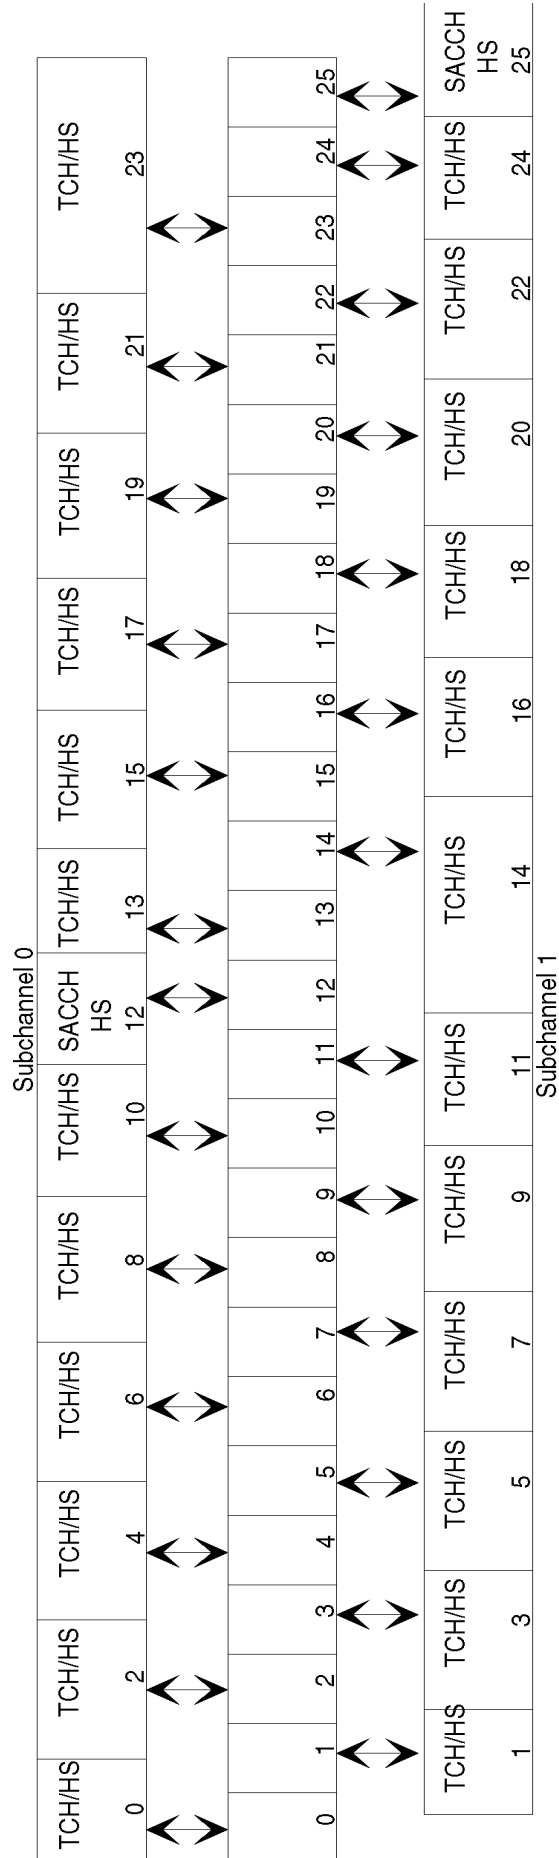 Subchannel 0
TCH/HS TCH/HS TCH/HS TCH/HS TCH/HS TCH/HS SACCH TCH/HS TCH/HS TCH/HS TCH/HS TCH/HS TCH/HS
HS
0 2 4 6 8 10 12 13 15 17 19 21 23
0 1 2 3 4 5 6 7 8 9 10 11 12 13 14 15 16 17 18 19 20 21 22 23 24 25
TCH/HS TCH/HS TCH/HS TCH/HS TCH/HS TCH/HS TCH/HS TCH/HS TCH/HS TCH/HS TCH/HS TCH/HS SACCH
HS
1 3 5 7 9 11 14 16 18 20 22 24 25
Subchannel 1